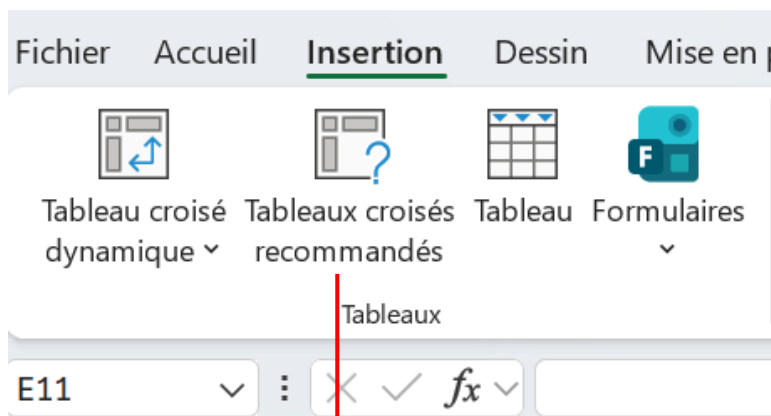 Fichier Accueil Insertion Dessin Mise en
F
Tableau croisé Tableaux croisés Tableau Formulaires
dynamique recommandés
Tableaux
E11 fx